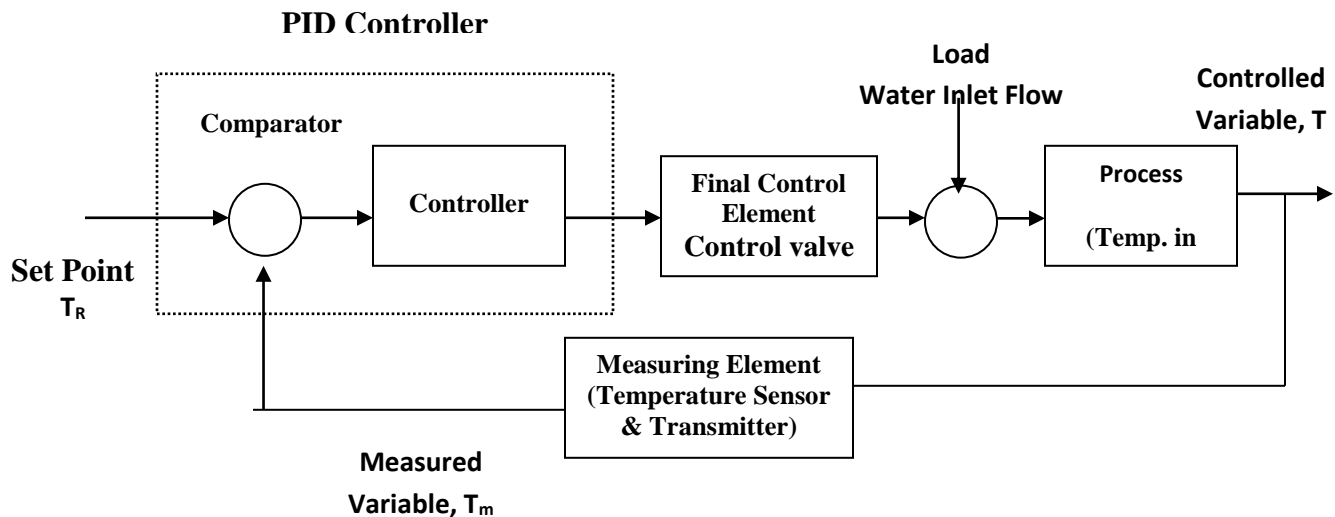 PID Controller
Load
Water Inlet Flow
Controlled
Variable, T
Comparator
Controller
Final Control
Element
Control valve
Process
(Temp. in
Set Point
TR
Measuring Element
(Temperature Sensor
& Transmitter)
Measured
Variable, Tm